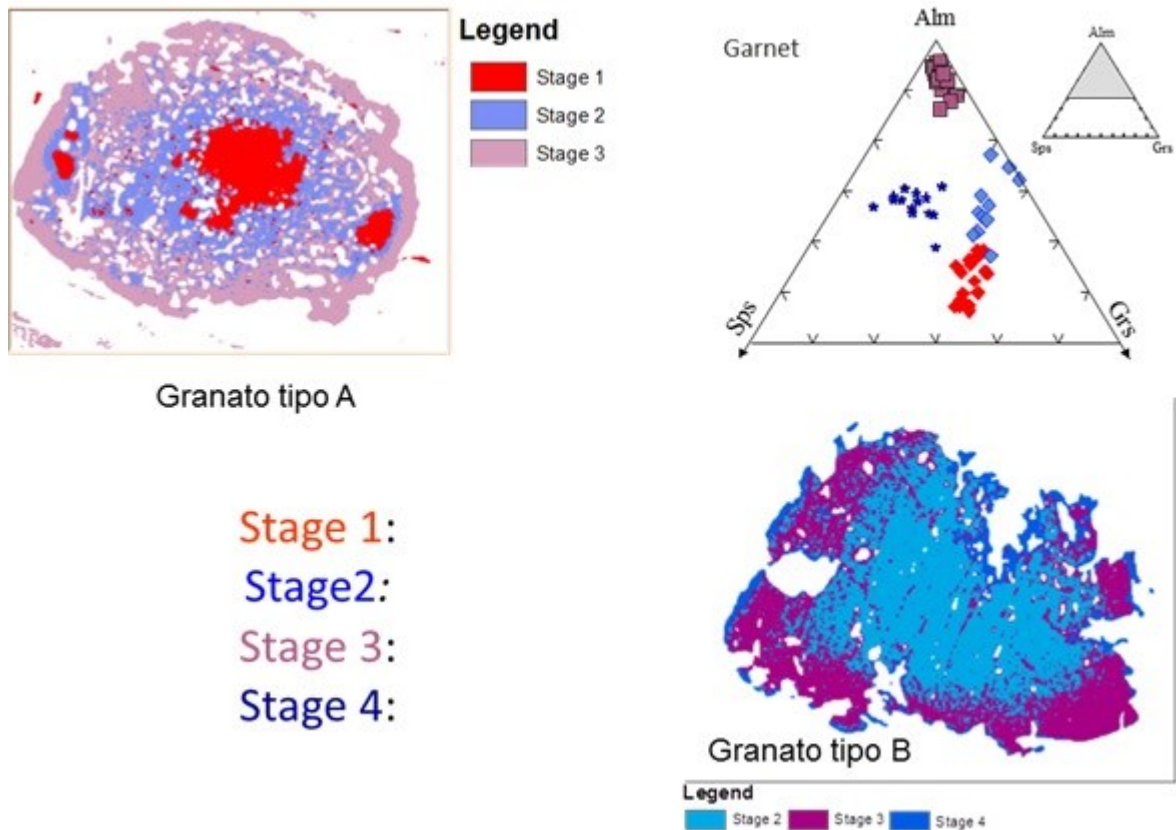 Legend
Stage 1
Stage 2
Stage 3
Granato tipo A
Garnet
Alm
Sps
Grs
Alm
Sps
Grs
Stage 1:
Stage2:
Stage 3:
Stage 4:
Granato tipo B
Legend
Stage 2 Stage 3 Stage 4